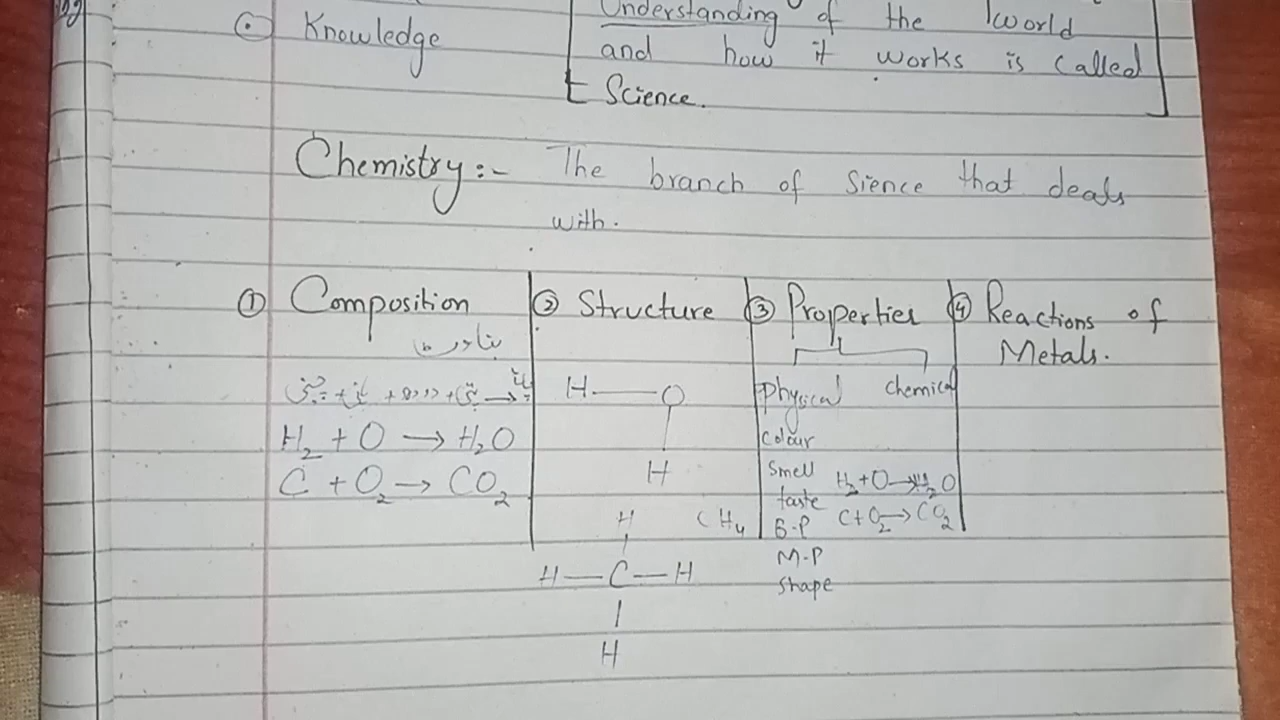 Knowledge
Understanding of the World
and how it works is called
Science.
Chemistry:- The branch of Sience that deals
with.
① Composition
بناوٹ
H₂ + O → H₂O
C + O₂ → CO₂
② Structure
H—O
H
H CH₄
H—C—H
H
③ Properties
Physical Chemical
Colour
Smell H₂+O→H₂O
taste C+O₂→CO₂
B.P
M.P
Shape
④ Reactions of
Metals.